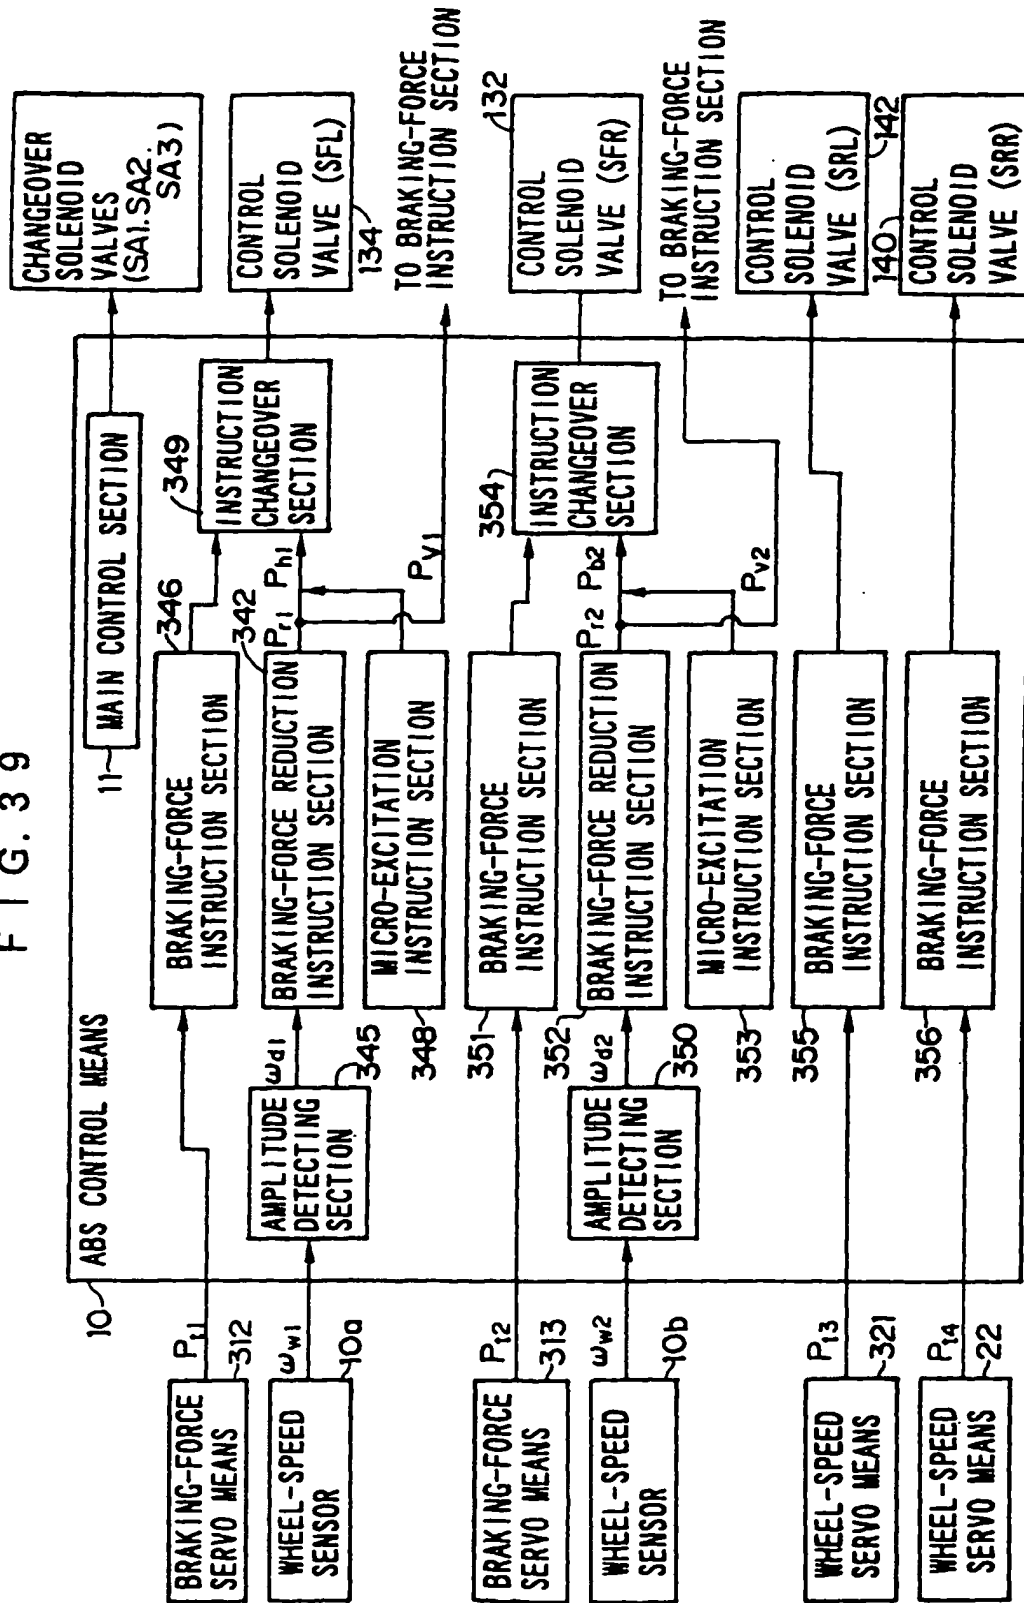 FIG. 39
10
ABS CONTROL MEANS
11
MAIN CONTROL SECTION
CHANGEOVER
SOLENOID
VALVES
(SA1. SA2.
SA3)
BRAKING-FORCE
SERVO MEANS
312
Pt1
BRAKING-FORCE
INSTRUCTION SECTION
346
349
INSTRUCTION
CHANGEOVER
SECTION
CONTROL
SOLENOID
VALVE (SFL)
134
WHEEL-SPEED
SENSOR
10a
ωw1
AMPLITUDE
DETECTING
SECTION
345
ωd1
BRAKING-FORCE REDUCTION
INSTRUCTION SECTION
342
Pr1
Ph1
MICRO-EXCITATION
INSTRUCTION SECTION
348
Pv1
TO BRAKING-FORCE
INSTRUCTION SECTION
BRAKING-FORCE
SERVO MEANS
313
Pt2
351
BRAKING-FORCE
INSTRUCTION SECTION
354
INSTRUCTION
CHANGEOVER
SECTION
CONTROL
SOLENOID
VALVE (SFR)
132
WHEEL-SPEED
SENSOR
10b
ωw2
AMPLITUDE
DETECTING
SECTION
350
ωd2
352
BRAKING-FORCE REDUCTION
INSTRUCTION SECTION
Pr2
Pb2
MICRO-EXCITATION
INSTRUCTION SECTION
353
Pv2
TO BRAKING-FORCE
INSTRUCTION SECTION
WHEEL-SPEED
SERVO MEANS
321
Pt3
355
BRAKING-FORCE
INSTRUCTION SECTION
CONTROL
SOLENOID
VALVE (SRL)
142
WHEEL-SPEED
SERVO MEANS
22
Pt4
356
BRAKING-FORCE
INSTRUCTION SECTION
140
CONTROL
SOLENOID
VALVE (SRR)